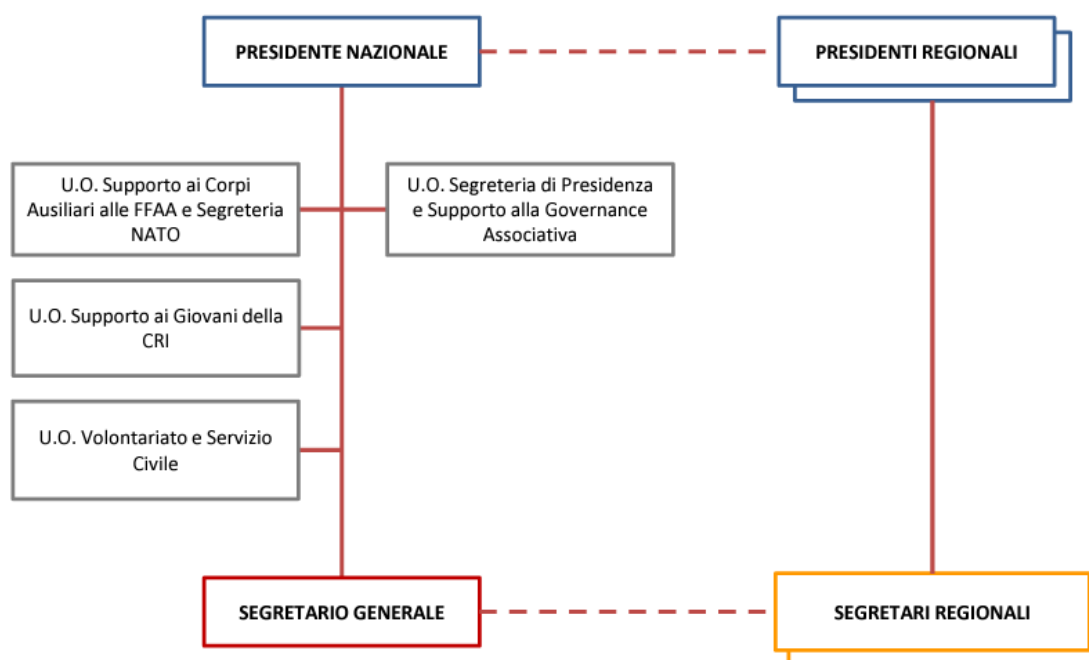 PRESIDENTE NAZIONALE
PRESIDENTI REGIONALI
U.O. Supporto ai Corpi
Ausiliari alle FFAA e Segreteria
NATO
U.O. Segreteria di Presidenza
e Supporto alla Governance
Associativa
U.O. Supporto ai Giovani della
CRI
U.O. Volontariato e Servizio
Civile
SEGRETARIO GENERALE
SEGRETARI REGIONALI